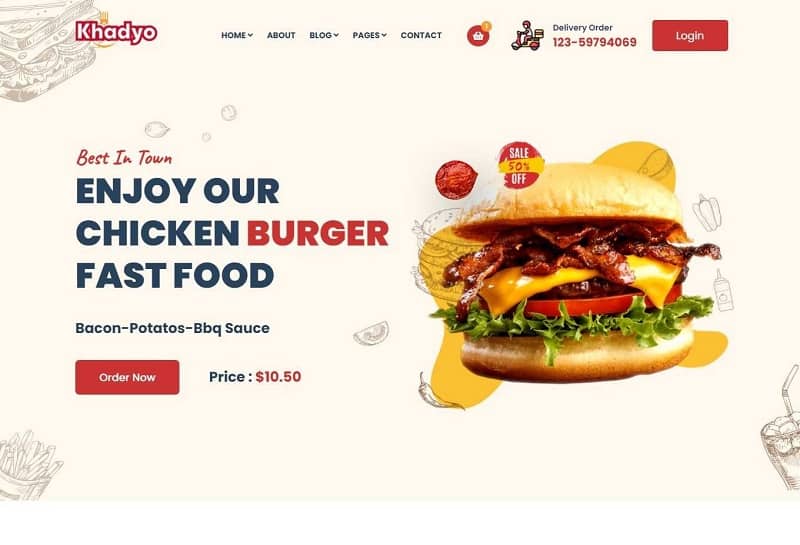 Khadyo
HOME
ABOUT
BLOG
PAGES
CONTACT
Delivery Order
123-59794069
Login
Best In Town
ENJOY OUR
CHICKEN BURGER
FAST FOOD
Bacon-Potatos-Bbq Sauce
Order Now
Price : $10.50
SALE
50%
OFF